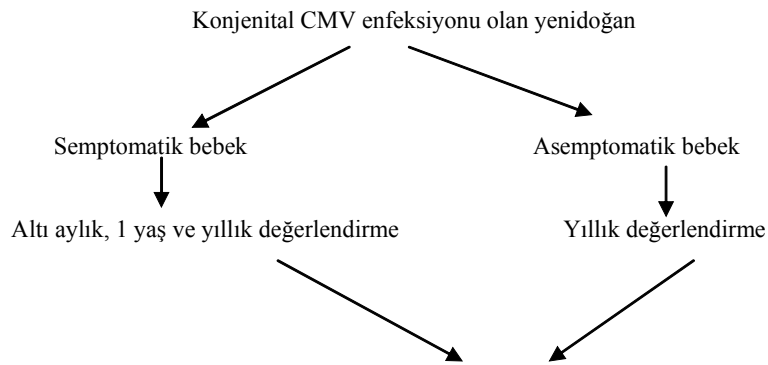 Konjenital CMV enfeksiyonu olan yenidoğan
Semptomatik bebek
Asemptomatik bebek
Altı aylık, 1 yaş ve yıllık değerlendirme
Yıllık değerlendirme